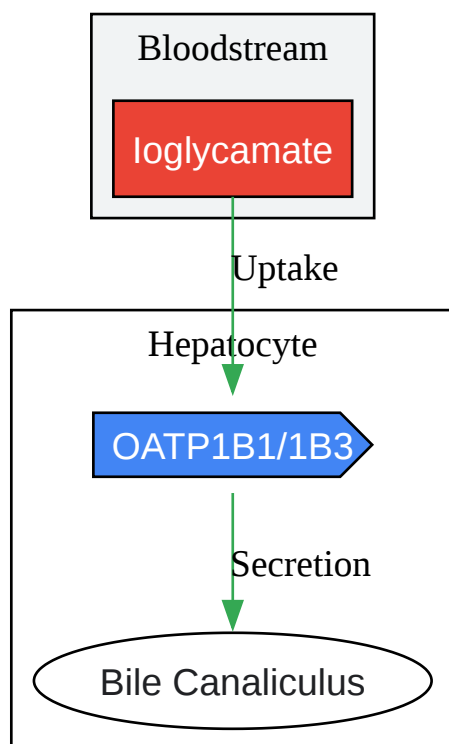 Bloodstream
Ioglycamate
Uptake
Hepatocyte
OATP1B1/1B3
Secretion
Bile Canaliculus